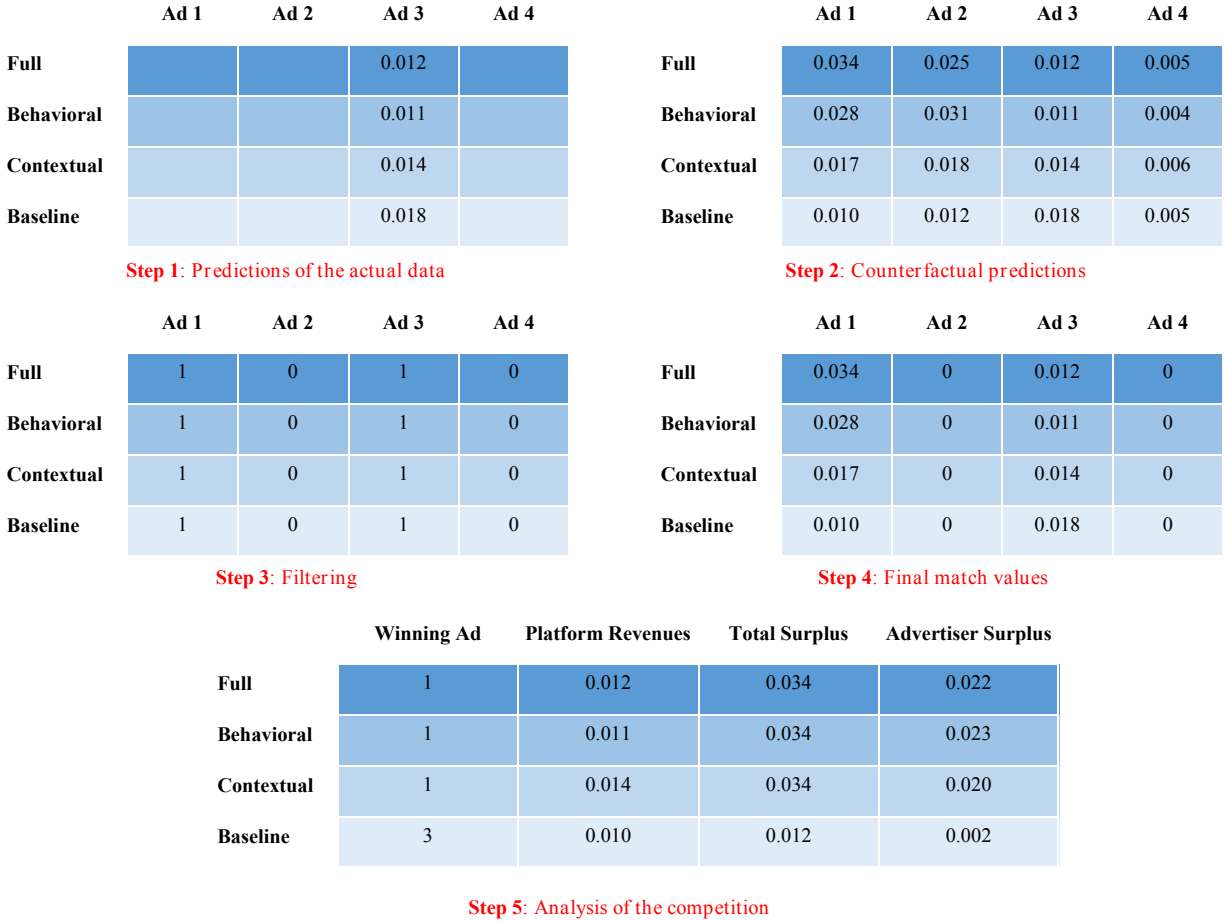 Ad 1 Ad 2 Ad 3 Ad 4
Full 0.012
Behavioral 0.011
Contextual 0.014
Baseline 0.018
Step 1: Predictions of the actual data
Ad 1 Ad 2 Ad 3 Ad 4
Full 0.034 0.025 0.012 0.005
Behavioral 0.028 0.031 0.011 0.004
Contextual 0.017 0.018 0.014 0.006
Baseline 0.010 0.012 0.018 0.005
Step 2: Counterfactual predictions
Ad 1 Ad 2 Ad 3 Ad 4
Full 1 0 1 0
Behavioral 1 0 1 0
Contextual 1 0 1 0
Baseline 1 0 1 0
Step 3: Filtering
Ad 1 Ad 2 Ad 3 Ad 4
Full 0.034 0 0.012 0
Behavioral 0.028 0 0.011 0
Contextual 0.017 0 0.014 0
Baseline 0.010 0 0.018 0
Step 4: Final match values
Winning Ad Platform Revenues Total Surplus Advertiser Surplus
Full 1 0.012 0.034 0.022
Behavioral 1 0.011 0.034 0.023
Contextual 1 0.014 0.034 0.020
Baseline 3 0.010 0.012 0.002
Step 5: Analysis of the competition